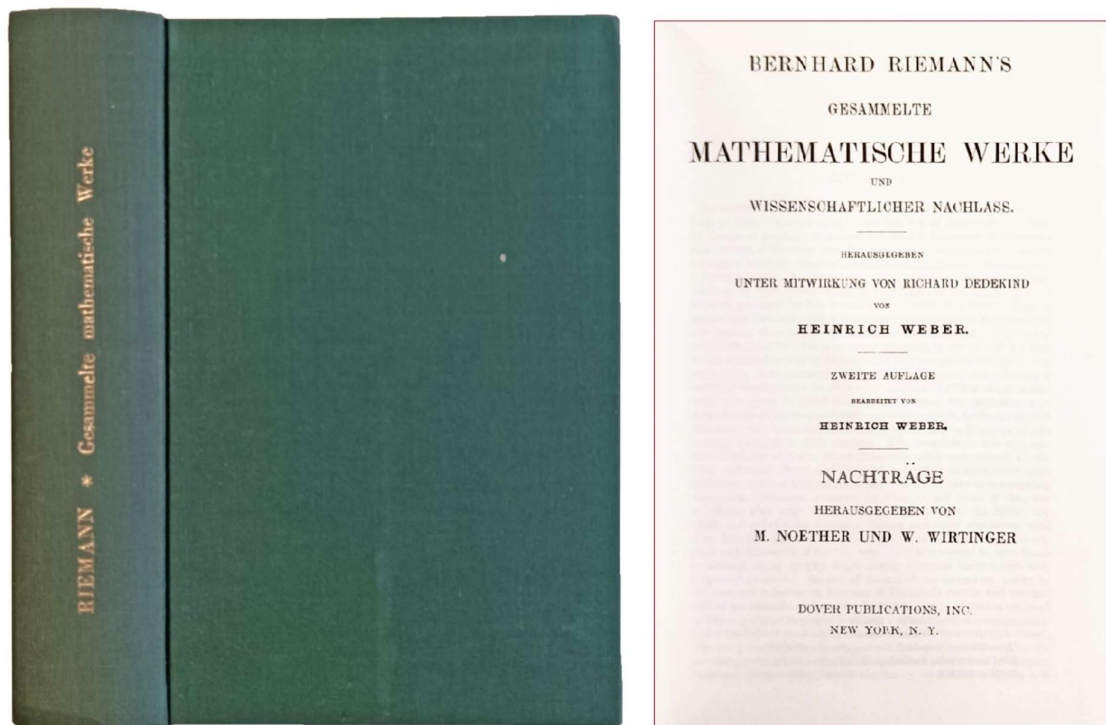 RIEMANN * Gesammelte mathematische Werke
BERNHARD RIEMANN'S
GESAMMELTE
MATHEMATISCHE WERKE
UND
WISSENSCHAFTLICHER NACHLASS.
HERAUSGEGEBEN
UNTER MITWIRKUNG VON RICHARD DEDEKIND
VON
HEINRICH WEBER.
ZWEITE AUFLAGE
BEARBEITET VON
HEINRICH WEBER.
NACHTRÄGE
HERAUSGEGEBEN VON
M. NOETHER UND W. WIRTINGER
DOVER PUBLICATIONS, INC.
NEW YORK, N. Y.